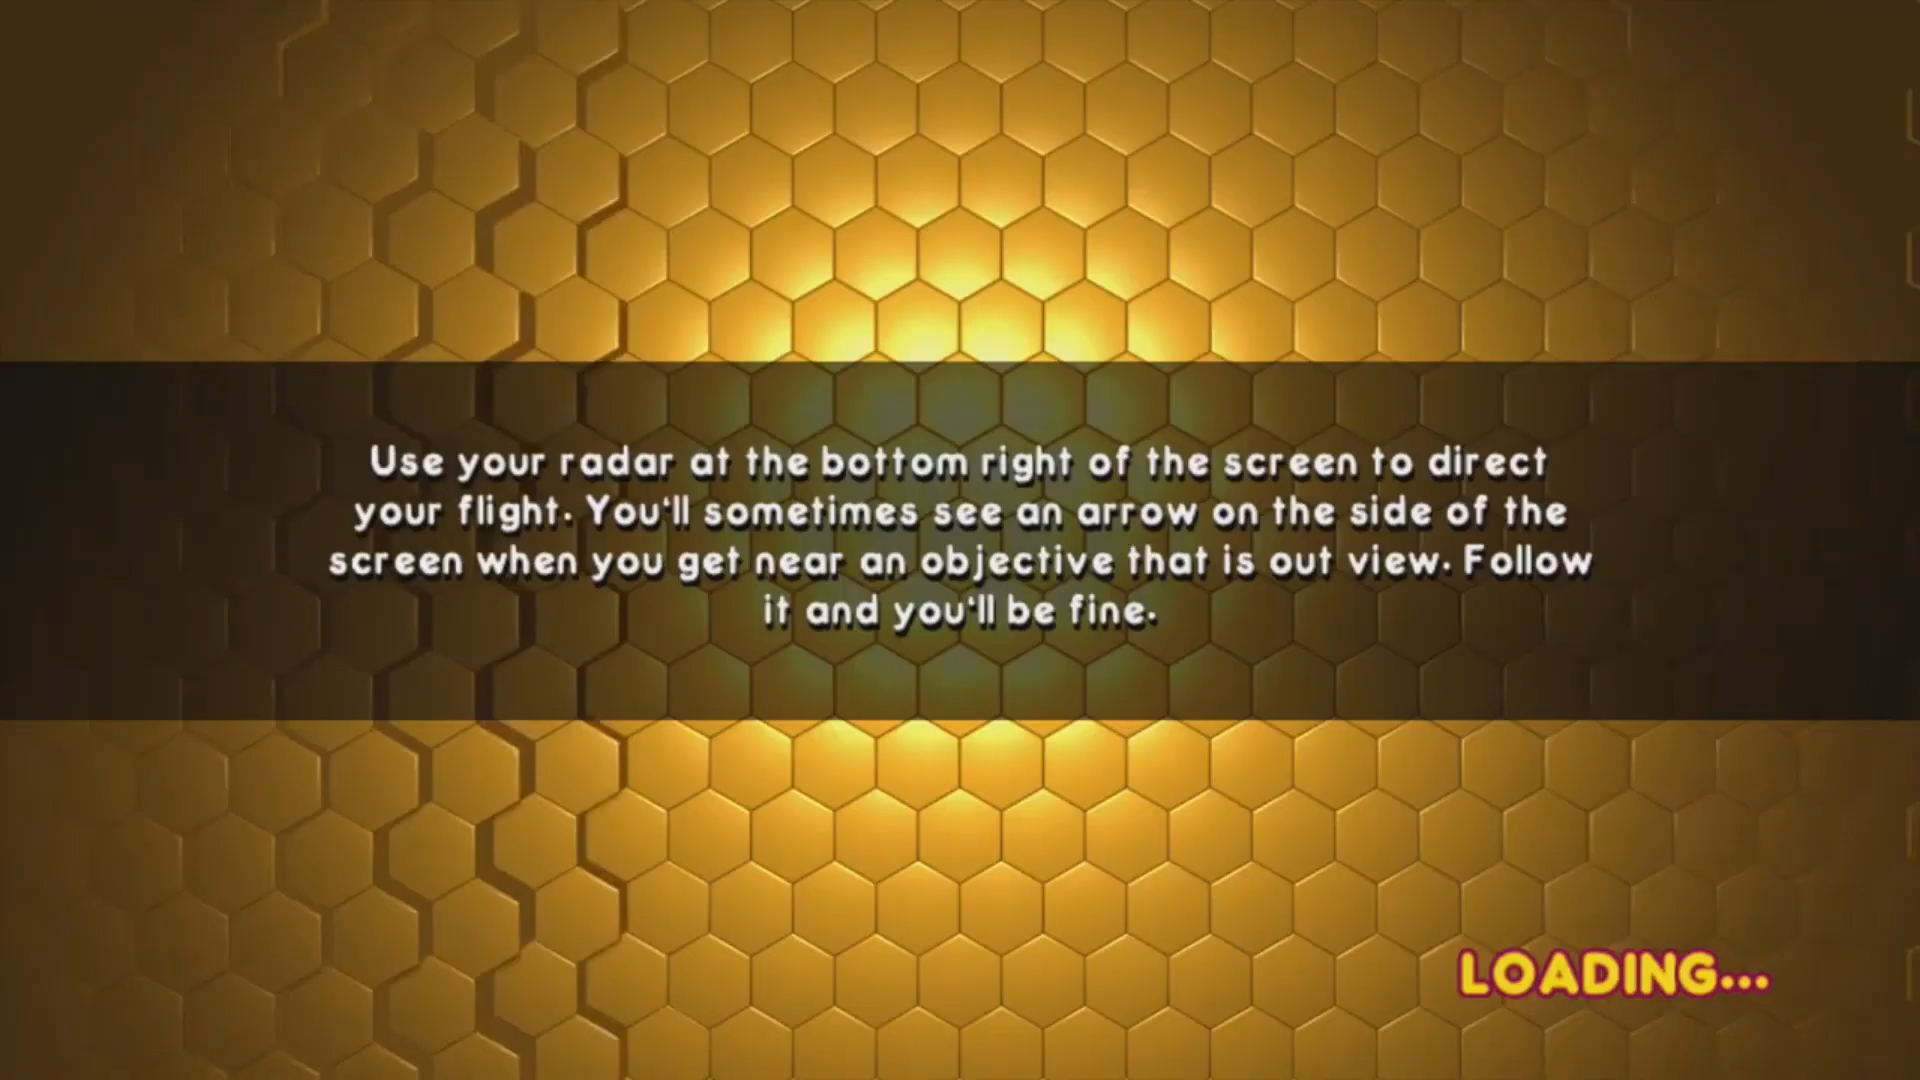 Use your radar at the bottom right of the screen to direct
your flight. You'll sometimes see an arrow on the side of the
screen when you get near an objective that is out view. Follow
it and you'll be fine.
LOADING...